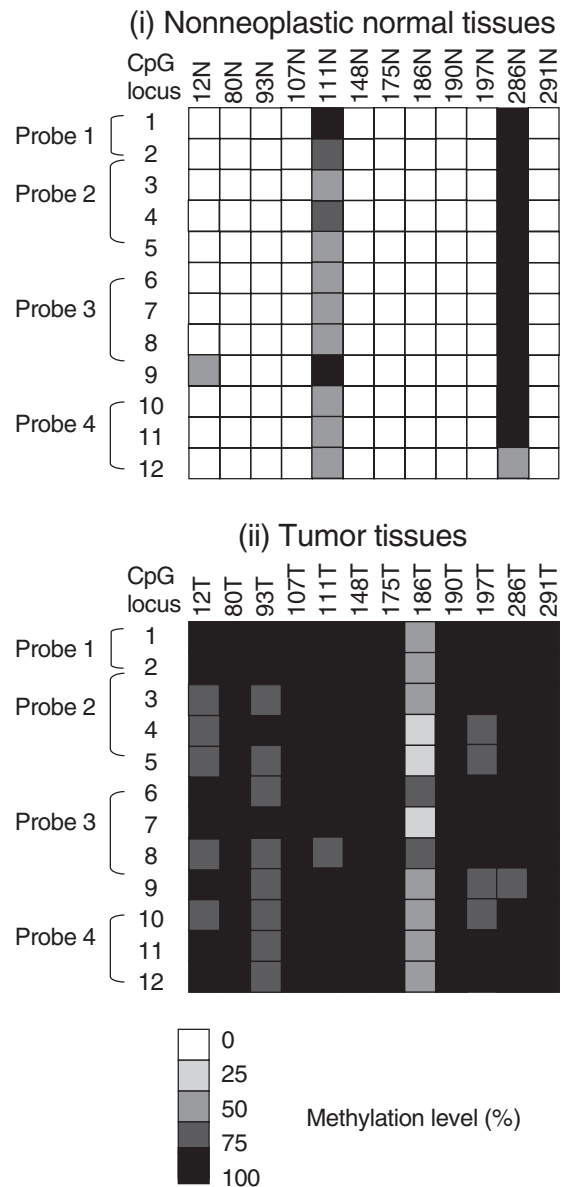 (i) Nonneoplastic normal tissues
CpG locus 12N 80N 93N 107N 111N 148N 175N 186N 190N 197N 286N 291N
Probe 1
Probe 2
Probe 3
Probe 4
1
2
3
4
5
6
7
8
9
10
11
12
(ii) Tumor tissues
CpG locus 12T 80T 93T 107T 111T 148T 175T 186T 190T 197T 286T 291T
Probe 1
Probe 2
Probe 3
Probe 4
1
2
3
4
5
6
7
8
9
10
11
12
0
25
50
75
100
Methylation level (%)